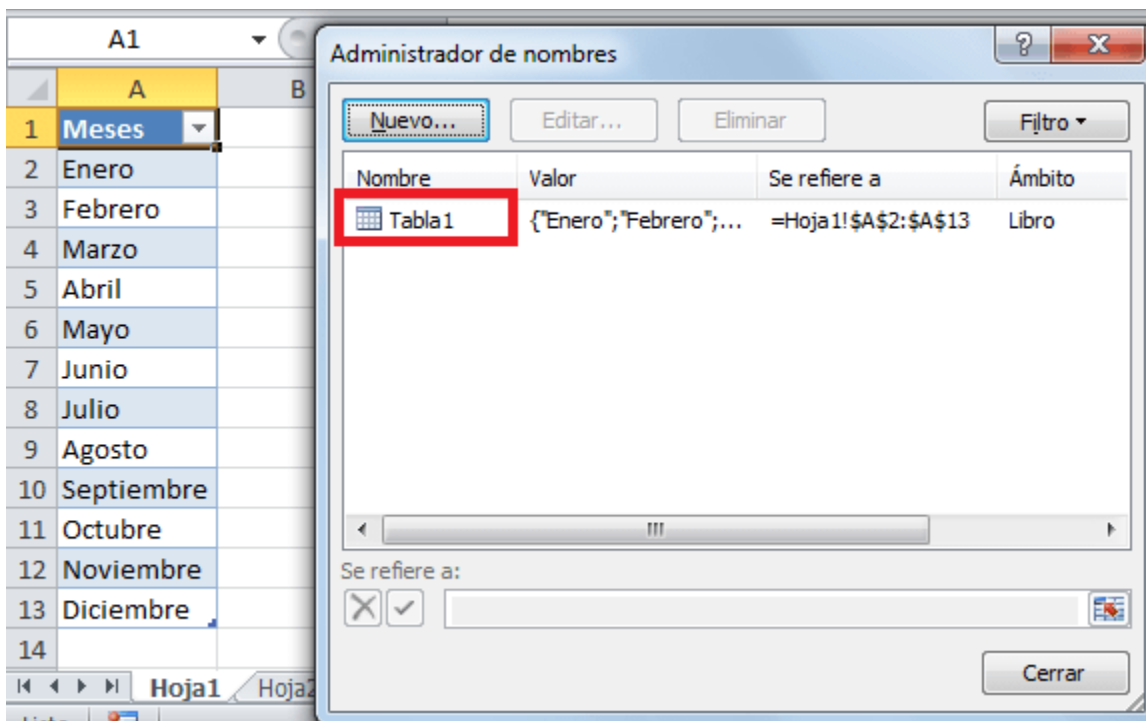 A1
A B
1 Meses
2 Enero
3 Febrero
4 Marzo
5 Abril
6 Mayo
7 Junio
8 Julio
9 Agosto
10 Septiembre
11 Octubre
12 Noviembre
13 Diciembre
14
Hoja1 Hoja2
Administrador de nombres
Nuevo... Editar... Eliminar Filtro
Nombre Valor Se refiere a Ámbito
Tabla1 {"Enero";"Febrero";... =Hoja1!$A$2:$A$13 Libro
Se refiere a:
Cerrar